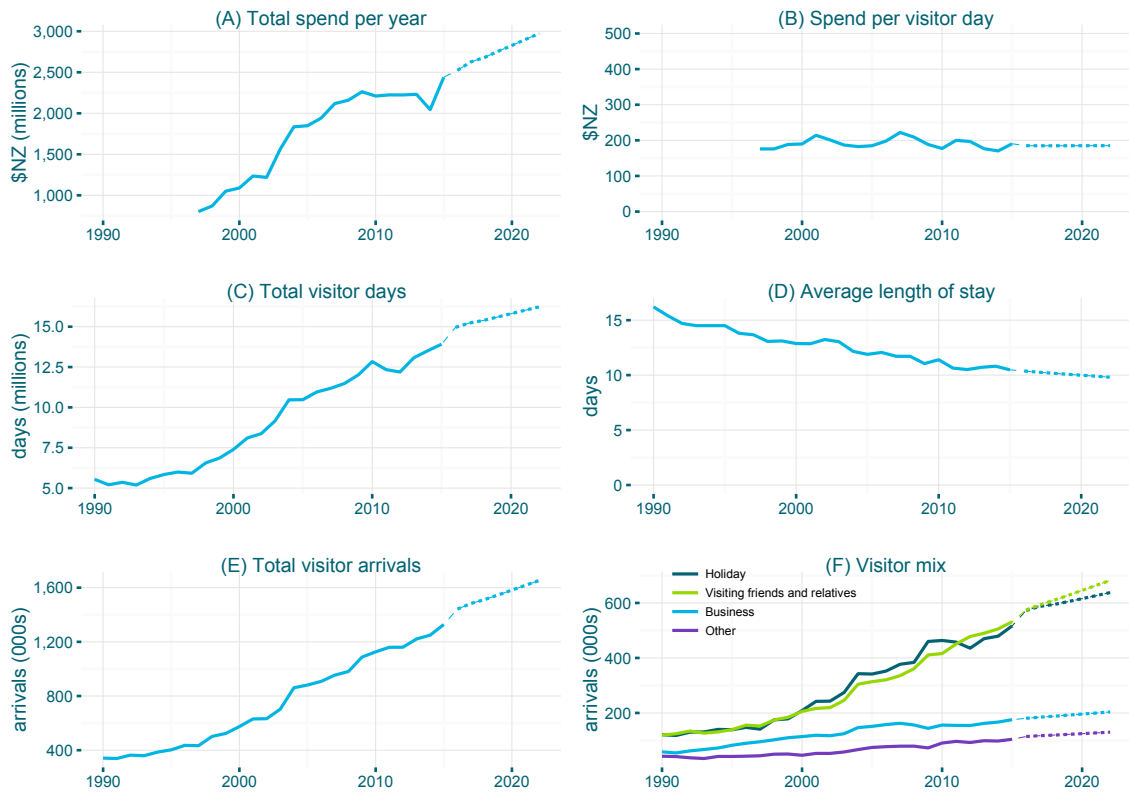 (A) Total spend per year
$NZ (millions)
3,000
2,500
2,000
1,500
1,000
1990 2000 2010 2020
(B) Spend per visitor day
$NZ
500
400
300
200
100
0
1990 2000 2010 2020
(C) Total visitor days
days (millions)
15.0
12.5
10.0
7.5
5.0
1990 2000 2010 2020
(D) Average length of stay
days
15
10
5
0
1990 2000 2010 2020
(E) Total visitor arrivals
arrivals (000s)
1,600
1,200
800
400
1990 2000 2010 2020
(F) Visitor mix
arrivals (000s)
600
400
200
Holiday
Visiting friends and relatives
Business
Other
1990 2000 2010 2020